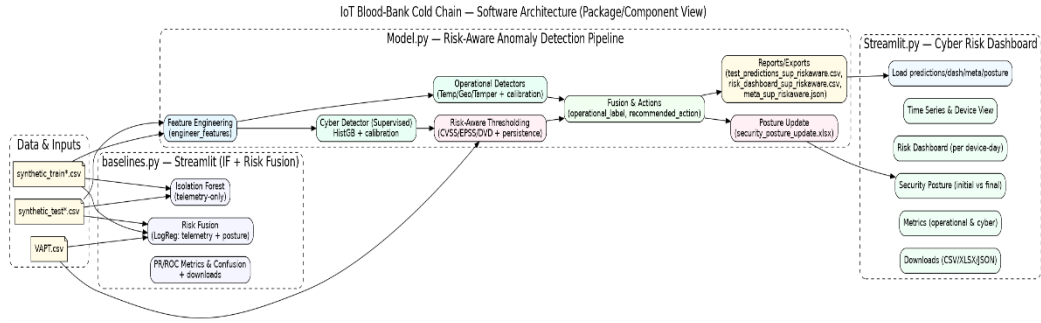 IoT Blood-Bank Cold Chain — Software Architecture (Package/Component View)
Model.py — Risk-Aware Anomaly Detection Pipeline
Streamlit.py — Cyber Risk Dashboard
Data & Inputs
synthetic_train*.csv
synthetic_test*.csv
VAPT.csv
baselines.py — Streamlit (IF + Risk Fusion)
Isolation Forest
(telemetry-only)
Risk Fusion
(LogReg: telemetry + posture)
PR/ROC Metrics & Confusion
+ downloads
Feature Engineering
(engineer_features)
Operational Detectors
(Temp/Geo/Tamper + calibration)
Cyber Detector (Supervised)
HistGB + calibration
Risk-Aware Thresholding
(CVSS/EPSS/DVD + persistence)
Fusion & Actions
(operational_label, recommended_action)
Reports/Exports
(test_predictions_sup_riskaware.csv,
risk_dashboard_sup_riskaware.csv,
meta_sup_riskaware.json)
Posture Update
(security_posture_update.xlsx)
Load predictions/dash/meta/posture
Time Series & Device View
Risk Dashboard (per device-day)
Security Posture (initial vs final)
Metrics (operational & cyber)
Downloads (CSV/XLSX/JSON)